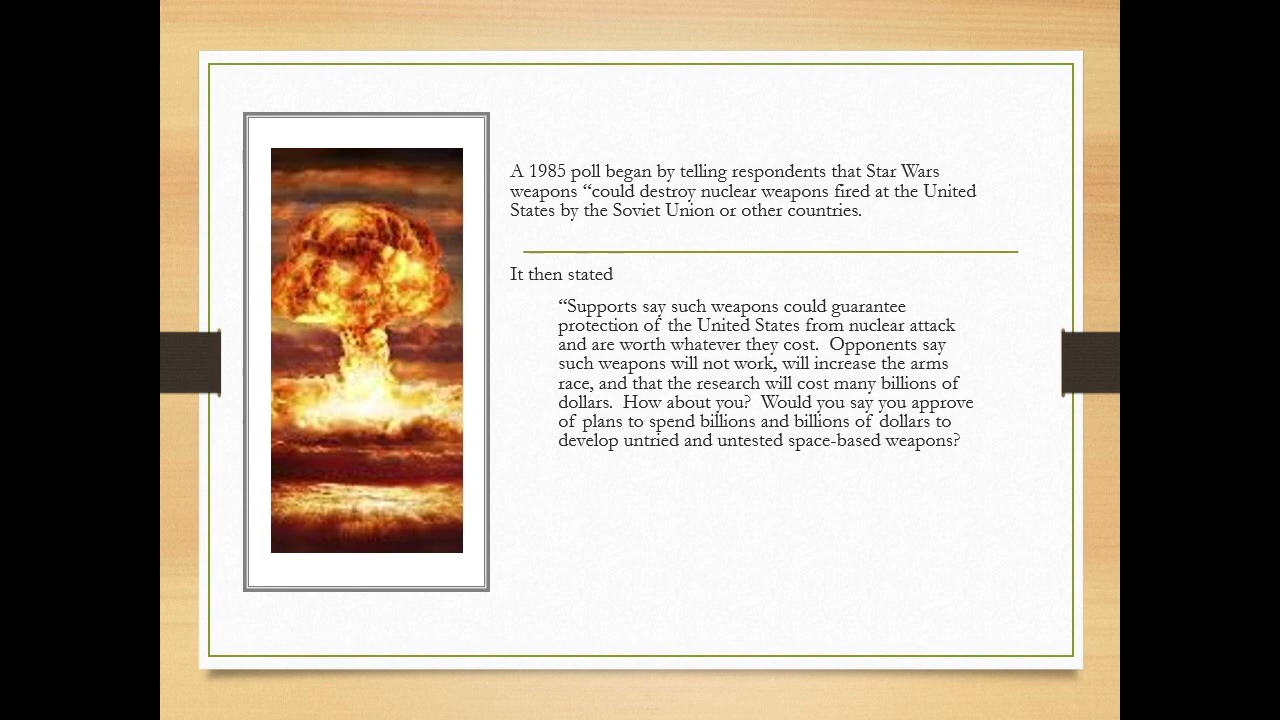 A 1985 poll began by telling respondents that Star Wars
weapons “could destroy nuclear weapons fired at the United
States by the Soviet Union or other countries.
It then stated
“Supports say such weapons could guarantee
protection of the United States from nuclear attack
and are worth whatever they cost.  Opponents say
such weapons will not work, will increase the arms
race, and that the research will cost many billions of
dollars.  How about you?  Would you say you approve
of plans to spend billions and billions of dollars to
develop untried and untested space-based weapons?